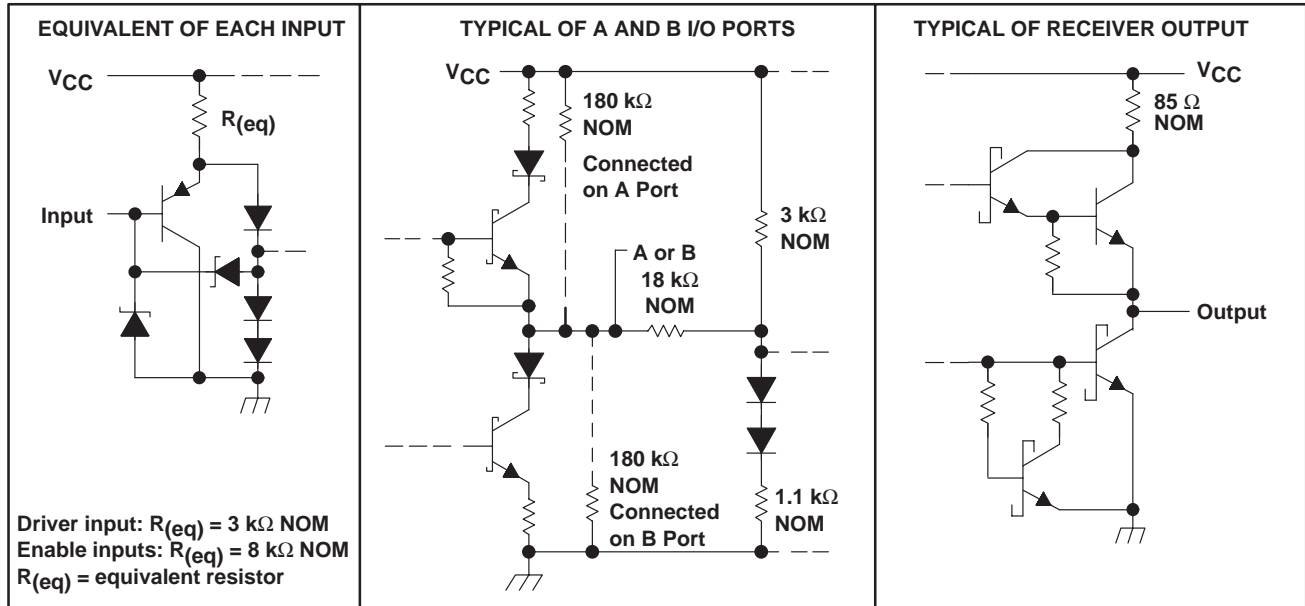 EQUIVALENT OF EACH INPUT
VCC
R(eq)
Input
Driver input: R(eq) = 3 kΩ NOM
Enable inputs: R(eq) = 8 kΩ NOM
R(eq) = equivalent resistor
TYPICAL OF A AND B I/O PORTS
VCC
180 kΩ
NOM
Connected
on A Port
3 kΩ
NOM
A or B
18 kΩ
NOM
180 kΩ
NOM
Connected
on B Port
1.1 kΩ
NOM
TYPICAL OF RECEIVER OUTPUT
VCC
85 Ω
NOM
Output